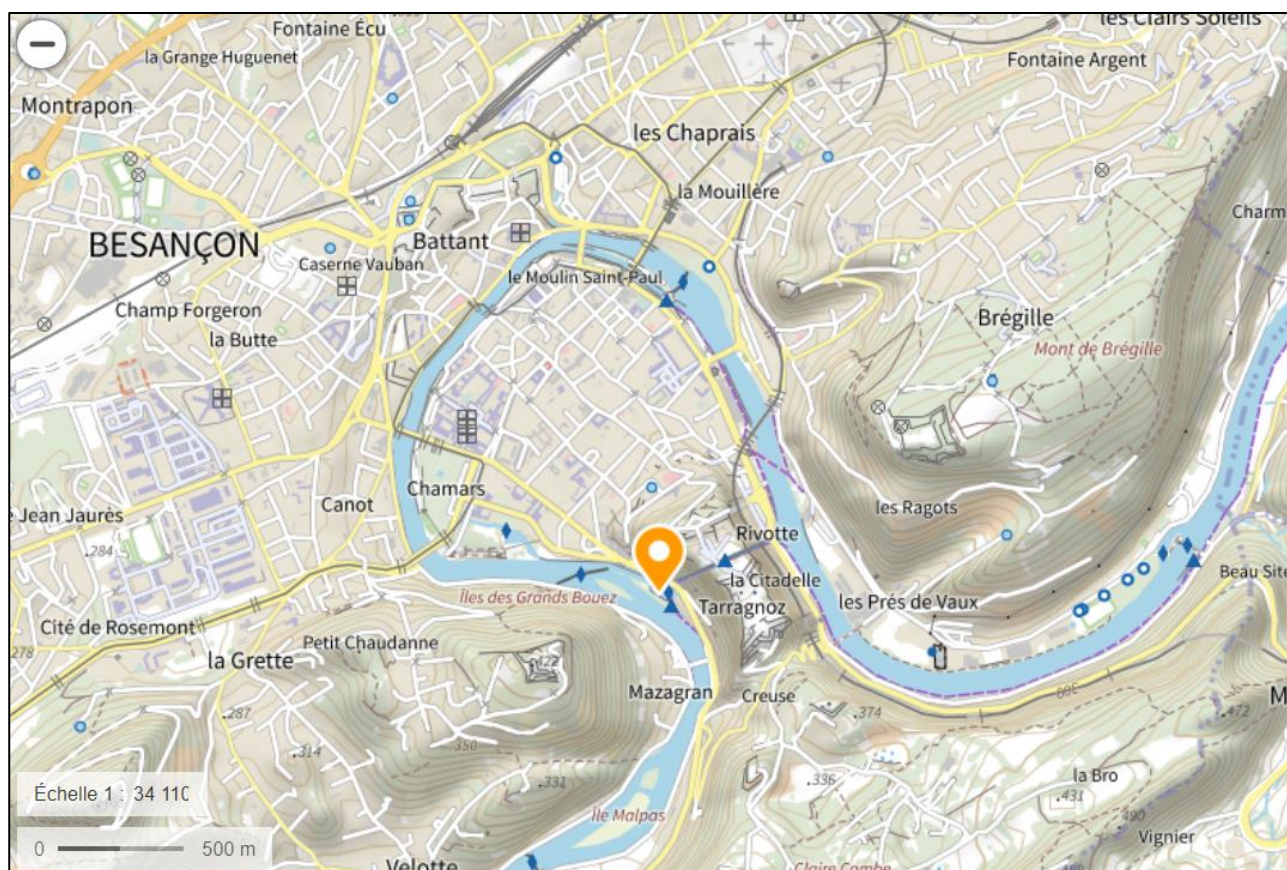 les Clairs Soleils
Fontaine Écu
la Grange Huguenet
Fontaine Argent
Montrapon
les Chaprais
la Mouillère
Charm
BESANÇON
Battant
Caserne Vauban
le Moulin Saint-Paul
Champ Forgeron
la Butte
Brégille
Mont de Brégille
Canot
Chamars
les Ragots
e Jean Jaurès
284
Rivotte
la Citadelle
Beau Site
Îles des Grands Bouez
Tarragnoz
les Prés de Vaux
Cité de Rosemont
278
Petit Chaudanne
la Grette
422
Mazagran
Creuse
300
M
287
374
472
314
350
331
336
la Bro
431
Échelle 1 : 34 110
Île Malpas
490
0
500 m
Vignier
Velotte
Claire Combe